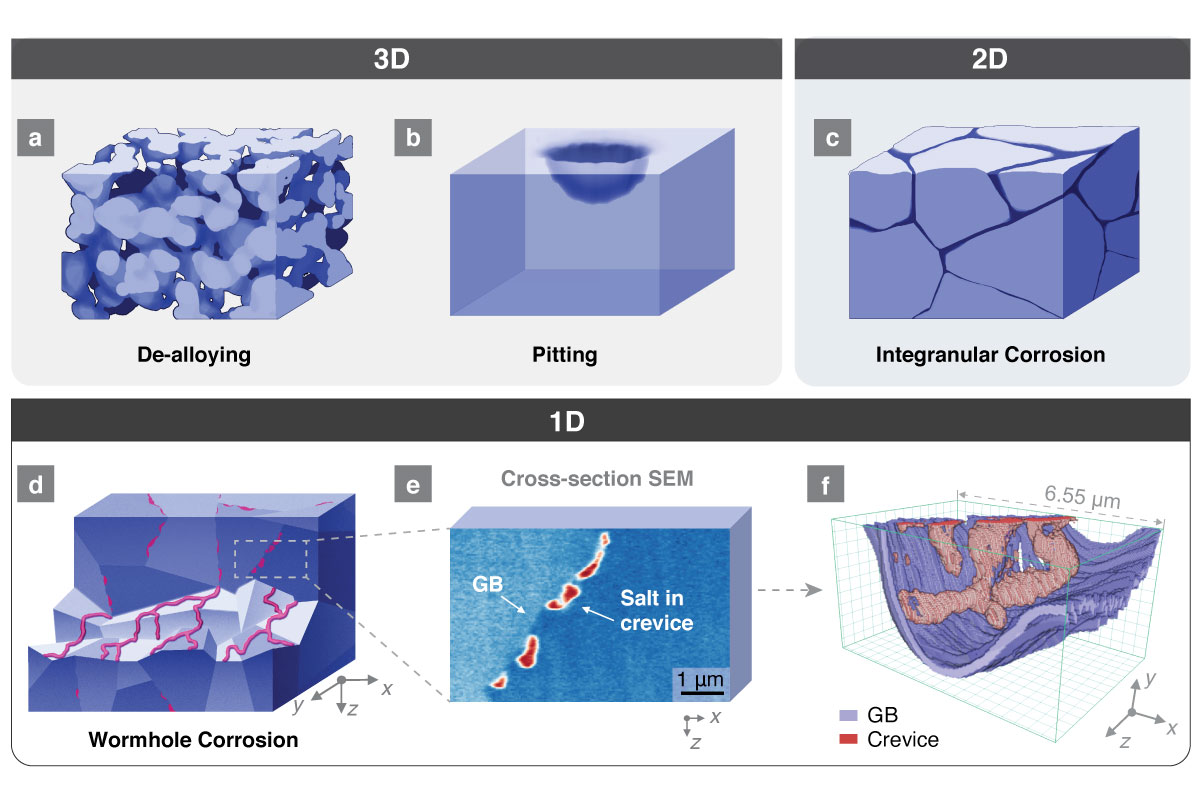 3D
2D
a
b
c
De-alloying
Pitting
Integranular Corrosion
1D
d
e
Cross-section SEM
f
6.55 µm
GB
Salt in
crevice
1 µm
x
y
z
x
z
y
x
z
GB
Crevice
Wormhole Corrosion